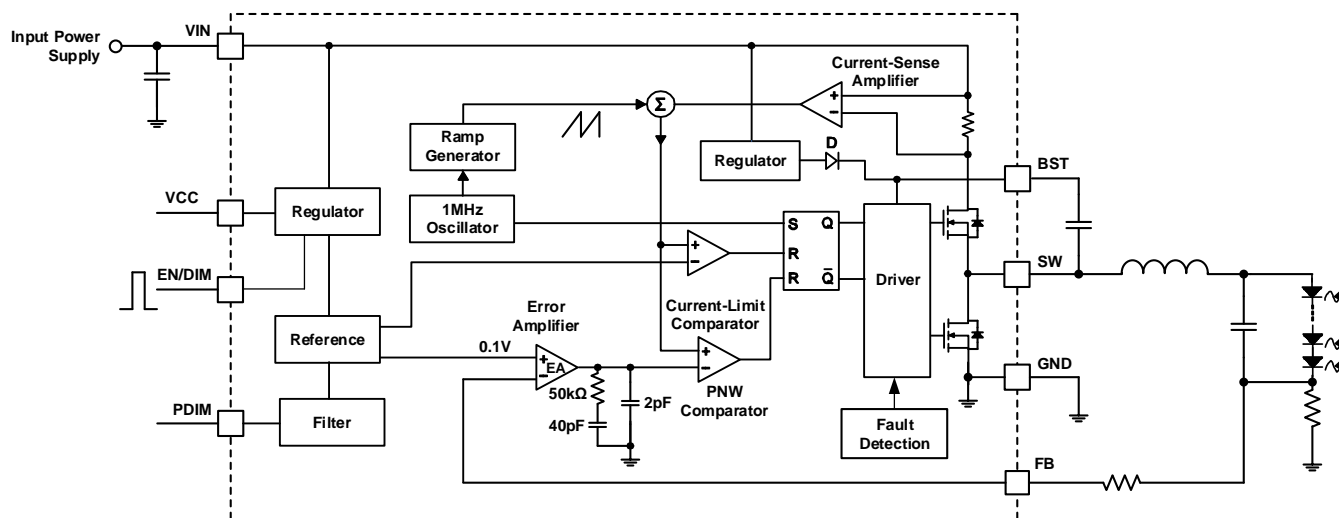 Input Power
Supply
VIN
Current-Sense
Amplifier
+
−
Σ
Ramp
Generator
Regulator
D
BST
VCC
Regulator
1MHz
Oscillator
S
Q
+
−
R
EN/DIM
R
Q̅
Driver
SW
Current-Limit
Comparator
Error
Amplifier
Reference
0.1V
+
EA
−
+
−
GND
50kΩ
2pF
PNW
Comparator
PDIM
Filter
40pF
Fault
Detection
FB